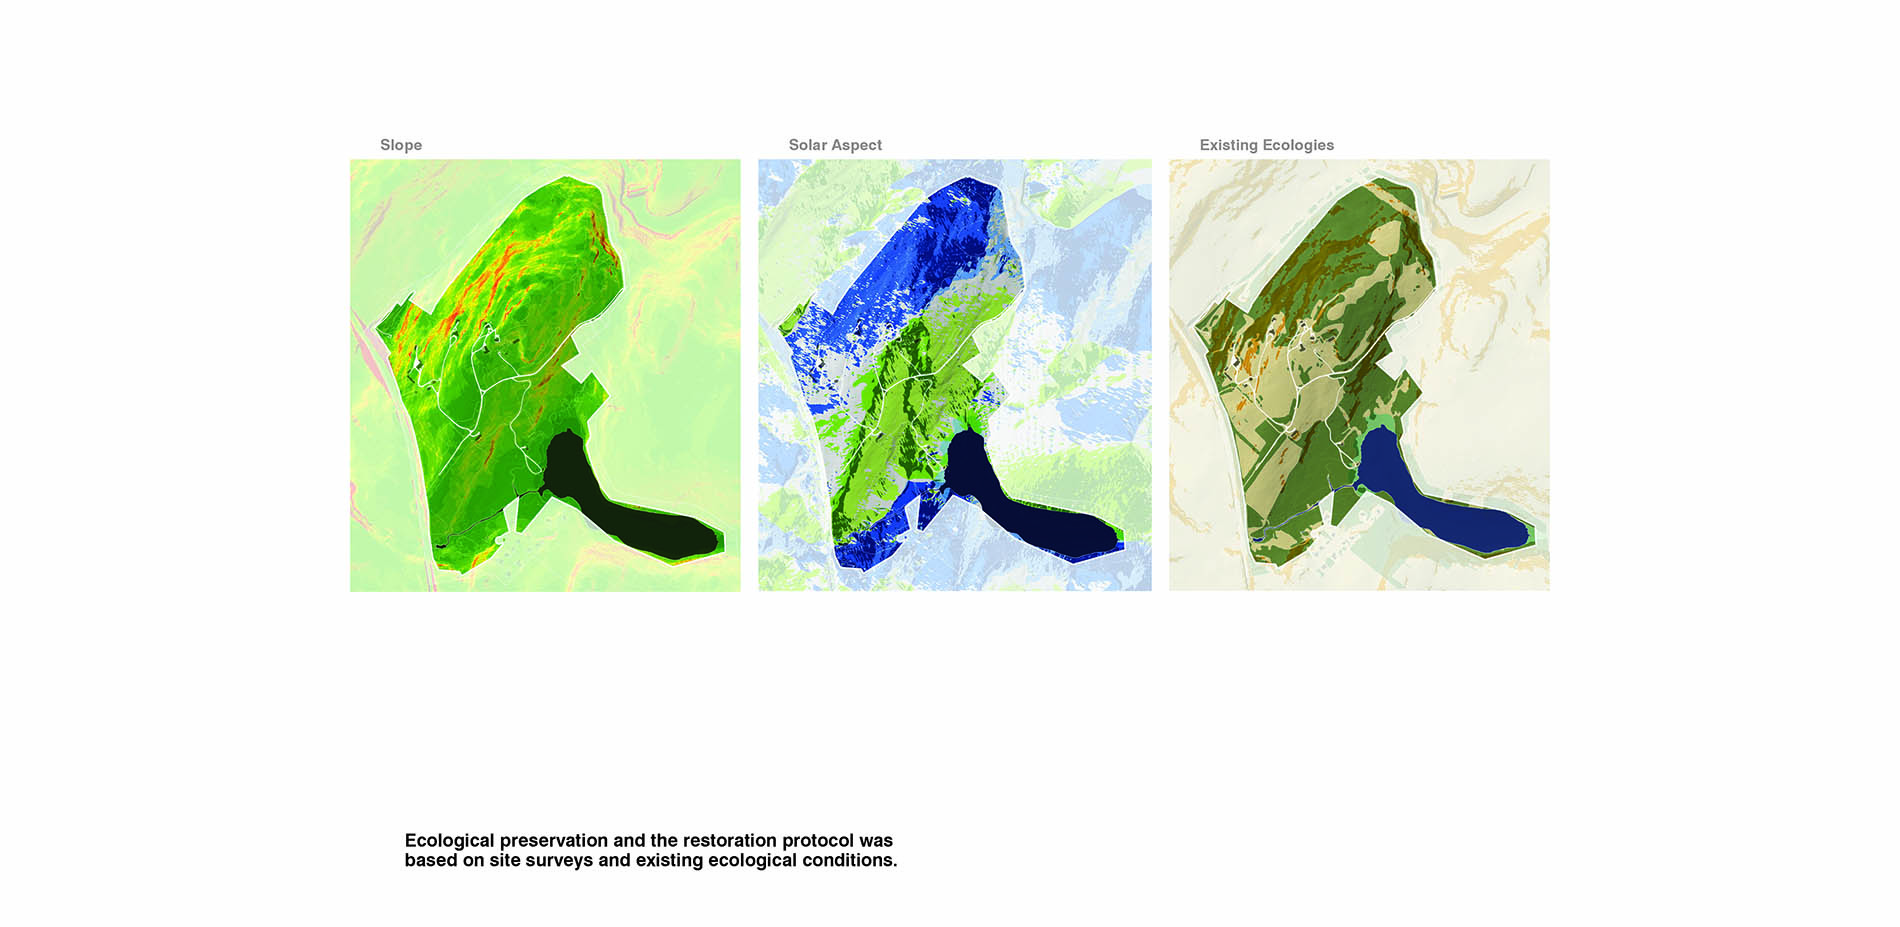 Slope
Solar Aspect
Existing Ecologies
Ecological preservation and the restoration protocol was
based on site surveys and existing ecological conditions.